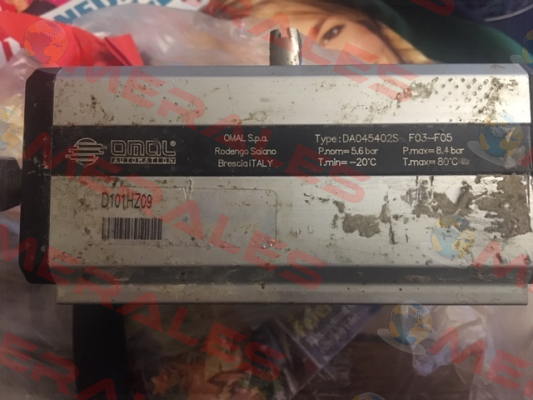 OMAL
AUTOMATION
OMAL S.p.a.
Rodengo Saiano
Brescia ITALY
Type: DA045402S F03-F05
P.nom= 5.6 bar P.max= 8.4 bar
T.min= -20°C T.max= 80°C
D101HZ09
MERALES